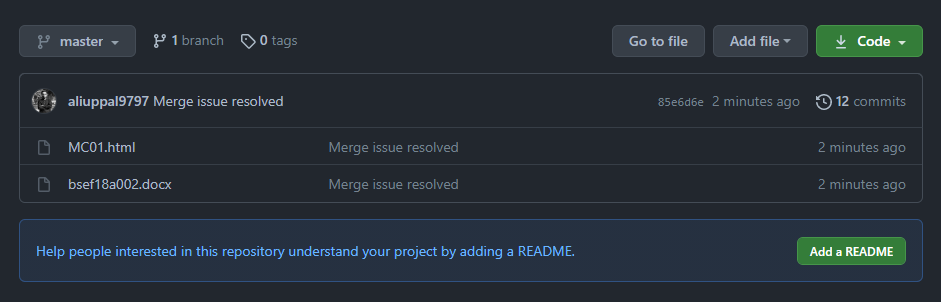 master 1 branch 0 tags Go to file Add file Code
aliuppal9797 Merge issue resolved 85e6d6e 2 minutes ago 12 commits
MC01.html Merge issue resolved 2 minutes ago
bsef18a002.docx Merge issue resolved 2 minutes ago
Help people interested in this repository understand your project by adding a README. Add a README